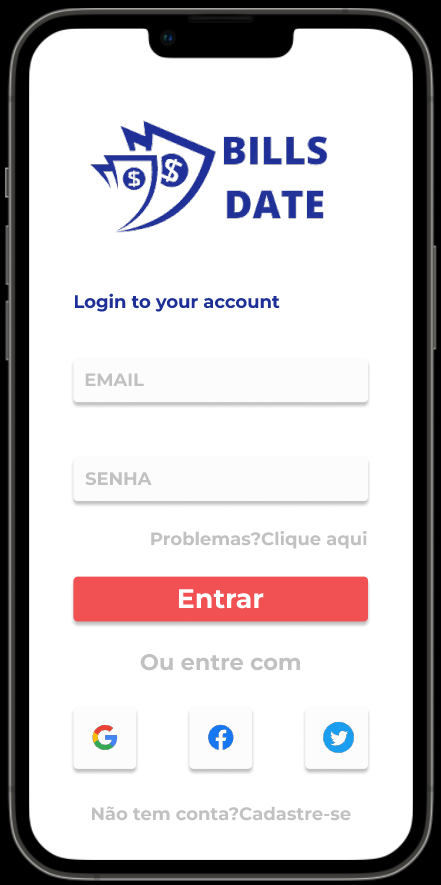 BILLS
DATE
Login to your account
EMAIL
SENHA
Problemas?Clique aqui
Entrar
Ou entre com
Não tem conta?Cadastre-se